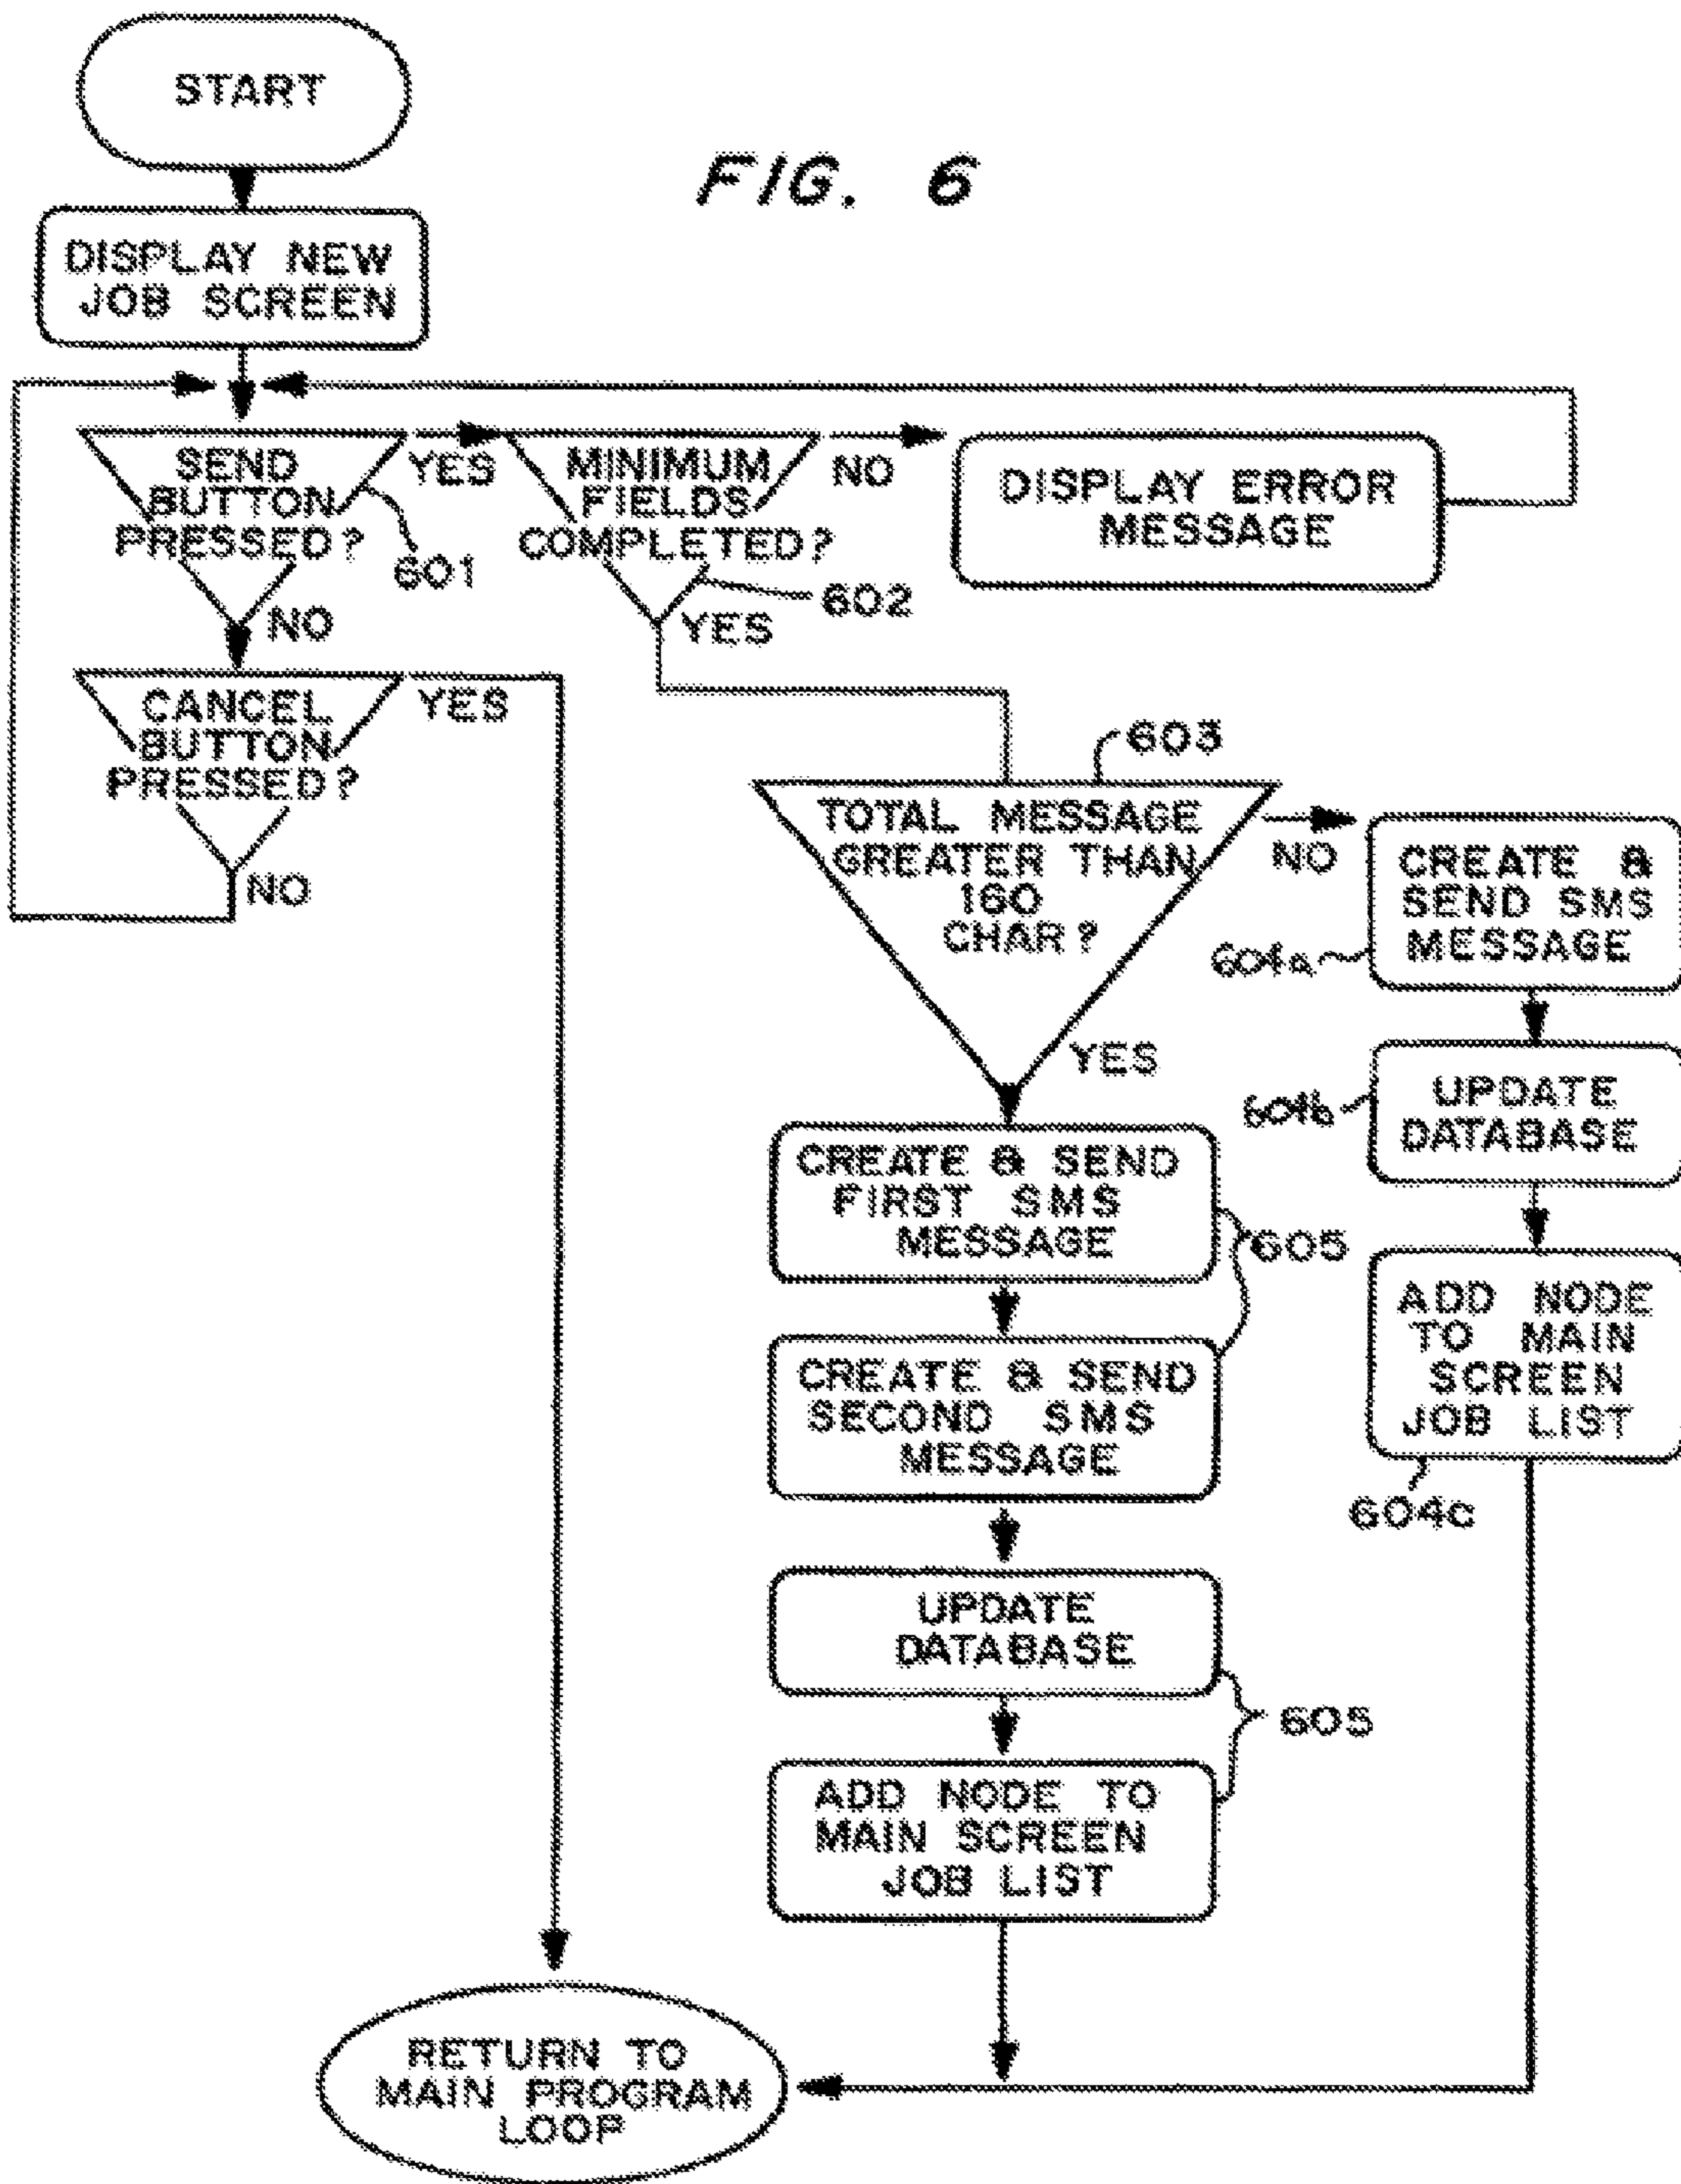 START
FIG. 6
DISPLAY NEW
JOB SCREEN
SEND
BUTTON
PRESSED?
YES
601
NO
MINIMUM
FIELDS
COMPLETED?
NO
602
YES
DISPLAY ERROR
MESSAGE
CANCEL
BUTTON
PRESSED?
YES
NO
603
TOTAL MESSAGE
GREATER THAN
160
CHAR?
NO
YES
CREATE &
SEND SMS
MESSAGE
604a
UPDATE
DATABASE
604b
ADD NODE
TO MAIN
SCREEN
JOB LIST
604c
CREATE & SEND
FIRST SMS
MESSAGE
605
CREATE & SEND
SECOND SMS
MESSAGE
UPDATE
DATABASE
605
ADD NODE TO
MAIN SCREEN
JOB LIST
RETURN TO
MAIN PROGRAM
LOOP